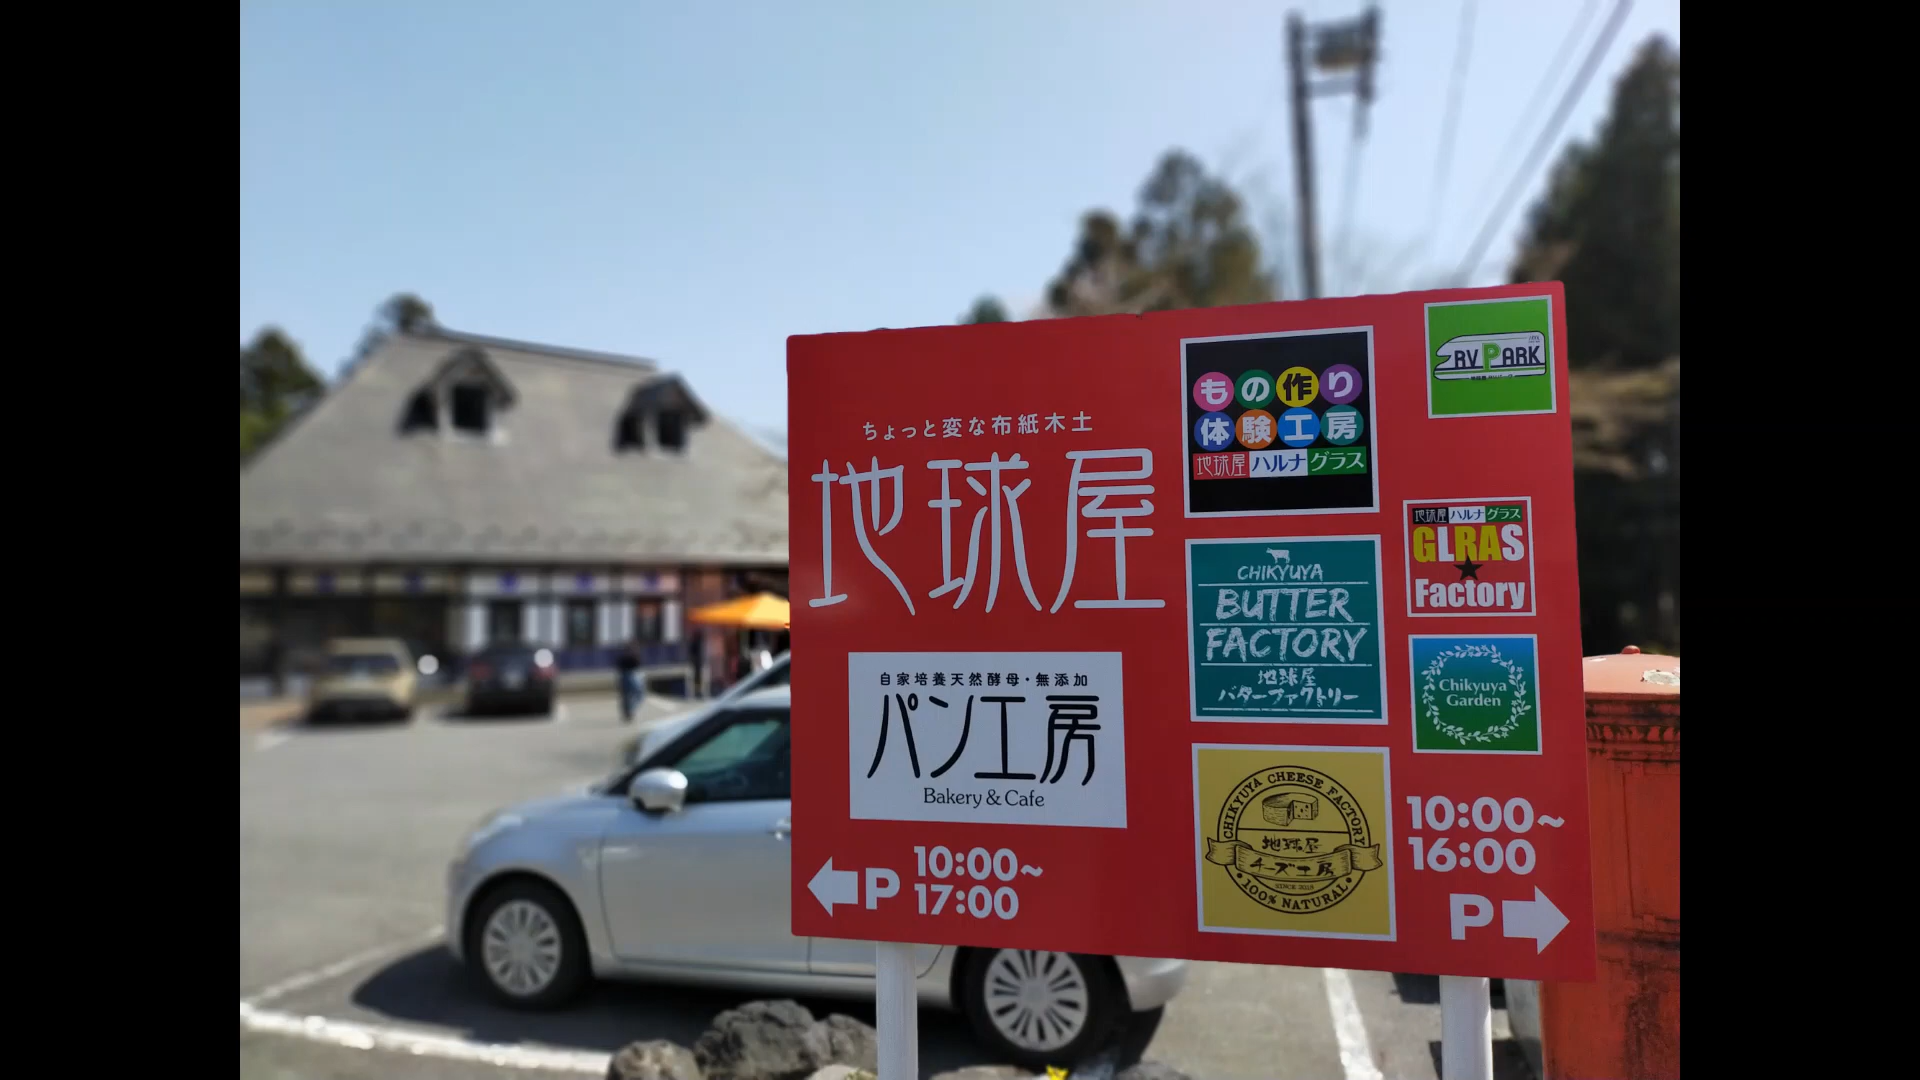 ちょっと変な布紙木土
地球屋
自家培養天然酵母・無添加
パン工房
Bakery & Cafe
P 10:00~
17:00
もの作り
体験工房
地球屋ハルナグラス
CHIKYUYA
BUTTER
FACTORY
地球屋
バターファクトリー
CHIKYUYA CHEESE FACTORY
地球屋
チーズ工房
SINCE 2018
100% NATURAL
RV PARK
地球屋ハルナグラス
GLRAS
Factory
Chikyuya
Garden
10:00~
16:00
P